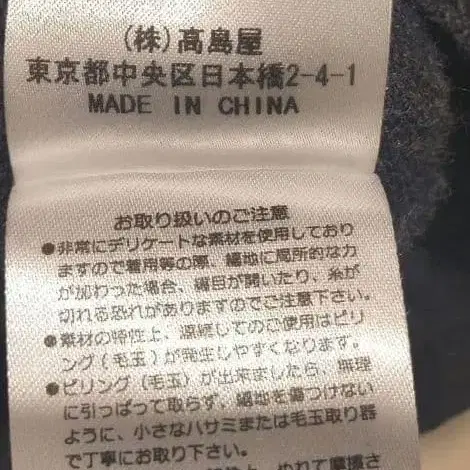 (株)高島屋
東京都中央区日本橋2-4-1
MADE IN CHINA
お取り扱いのご注意
●非常にデリケートな素材を使用しており
ますので着用等の際、編地に局所的な力
が加わった場合、編目が開いたり、糸が
切れる恐れがありますのでご注意下さい。
●素材の特性上、連続してのご使用はピリ
ング(毛玉)が発生しやすくなります。
●ピリング(毛玉)が出来ましたら、無理
に引っぱって取らず、編地を傷つけない
ように、小さなハサミまたは毛玉取り器
で丁寧にお取り下さい。
上、ぬれて摩擦さ